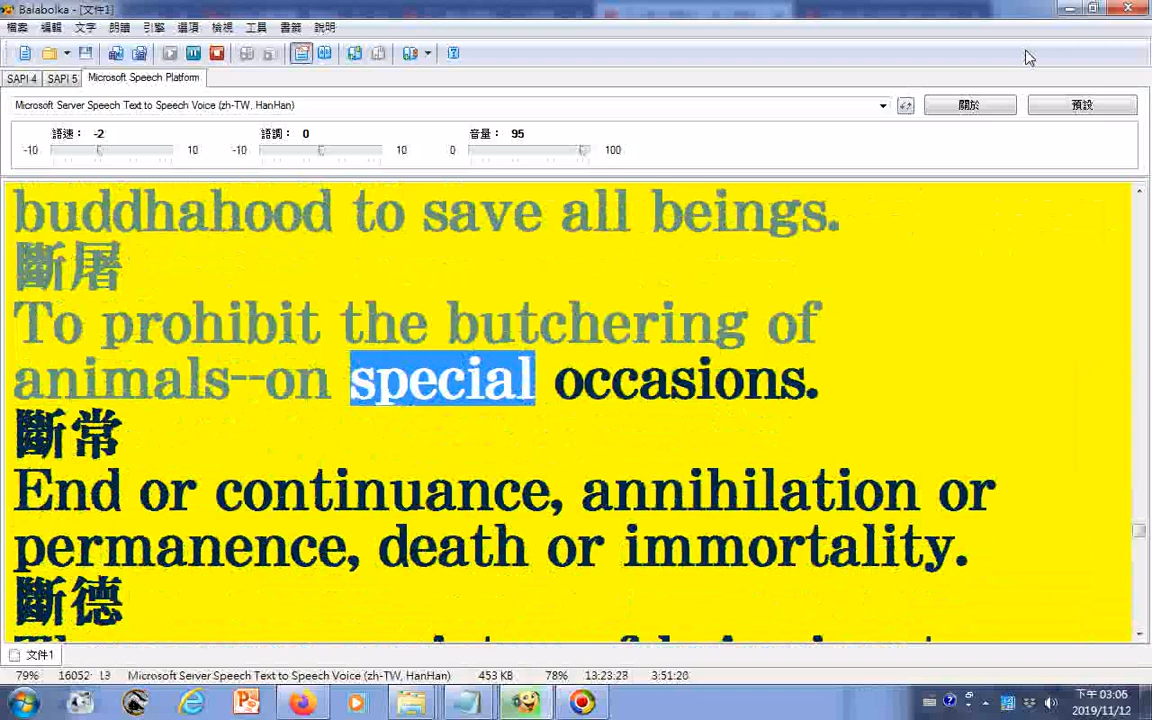 Balabolka - [文件1]
檔案 編輯 文字 朗讀 引擎 選項 檢視 工具 書籤 說明
SAPI 4 SAPI 5 Microsoft Speech Platform
Microsoft Server Speech Text to Speech Voice (zh-TW, HanHan) 關於 預設
語速： -2 語調： 0 音量： 95
-10 10 -10 10 0 100
buddhahood to save all beings.
斷屠
To prohibit the butchering of
animals--on special occasions.
斷常
End or continuance, annihilation or
permanence, death or immortality.
斷德
文件1
79% 16052 Microsoft Server Speech Text to Speech Voice (zh-TW, HanHan) 453 KB 78% 13:23:23 3:51:20
下午 03:06
2019/11/12